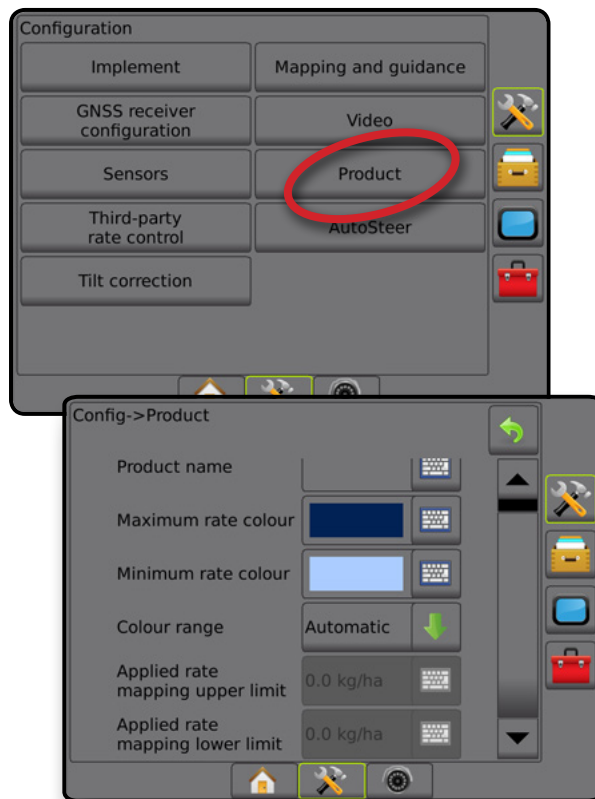 Configuration
Implement
Mapping and guidance
GNSS receiver
configuration
Video
Sensors
Product
Third-party
rate control
AutoSteer
Tilt correction
Config->Product
Product name
Maximum rate colour
Minimum rate colour
Colour range
Automatic
Applied rate
mapping upper limit
0.0 kg/ha
Applied rate
mapping lower limit
0.0 kg/ha